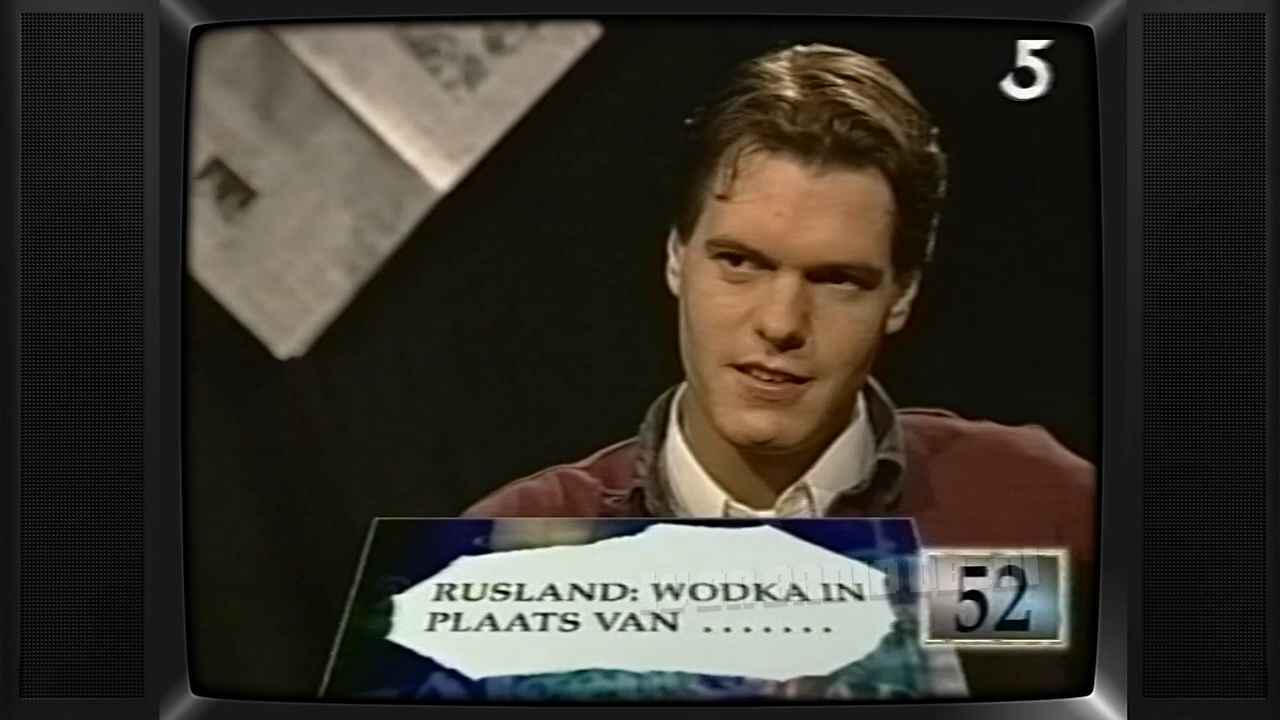 5
RUSLAND: WODKA IN
PLAATS VAN .......
52